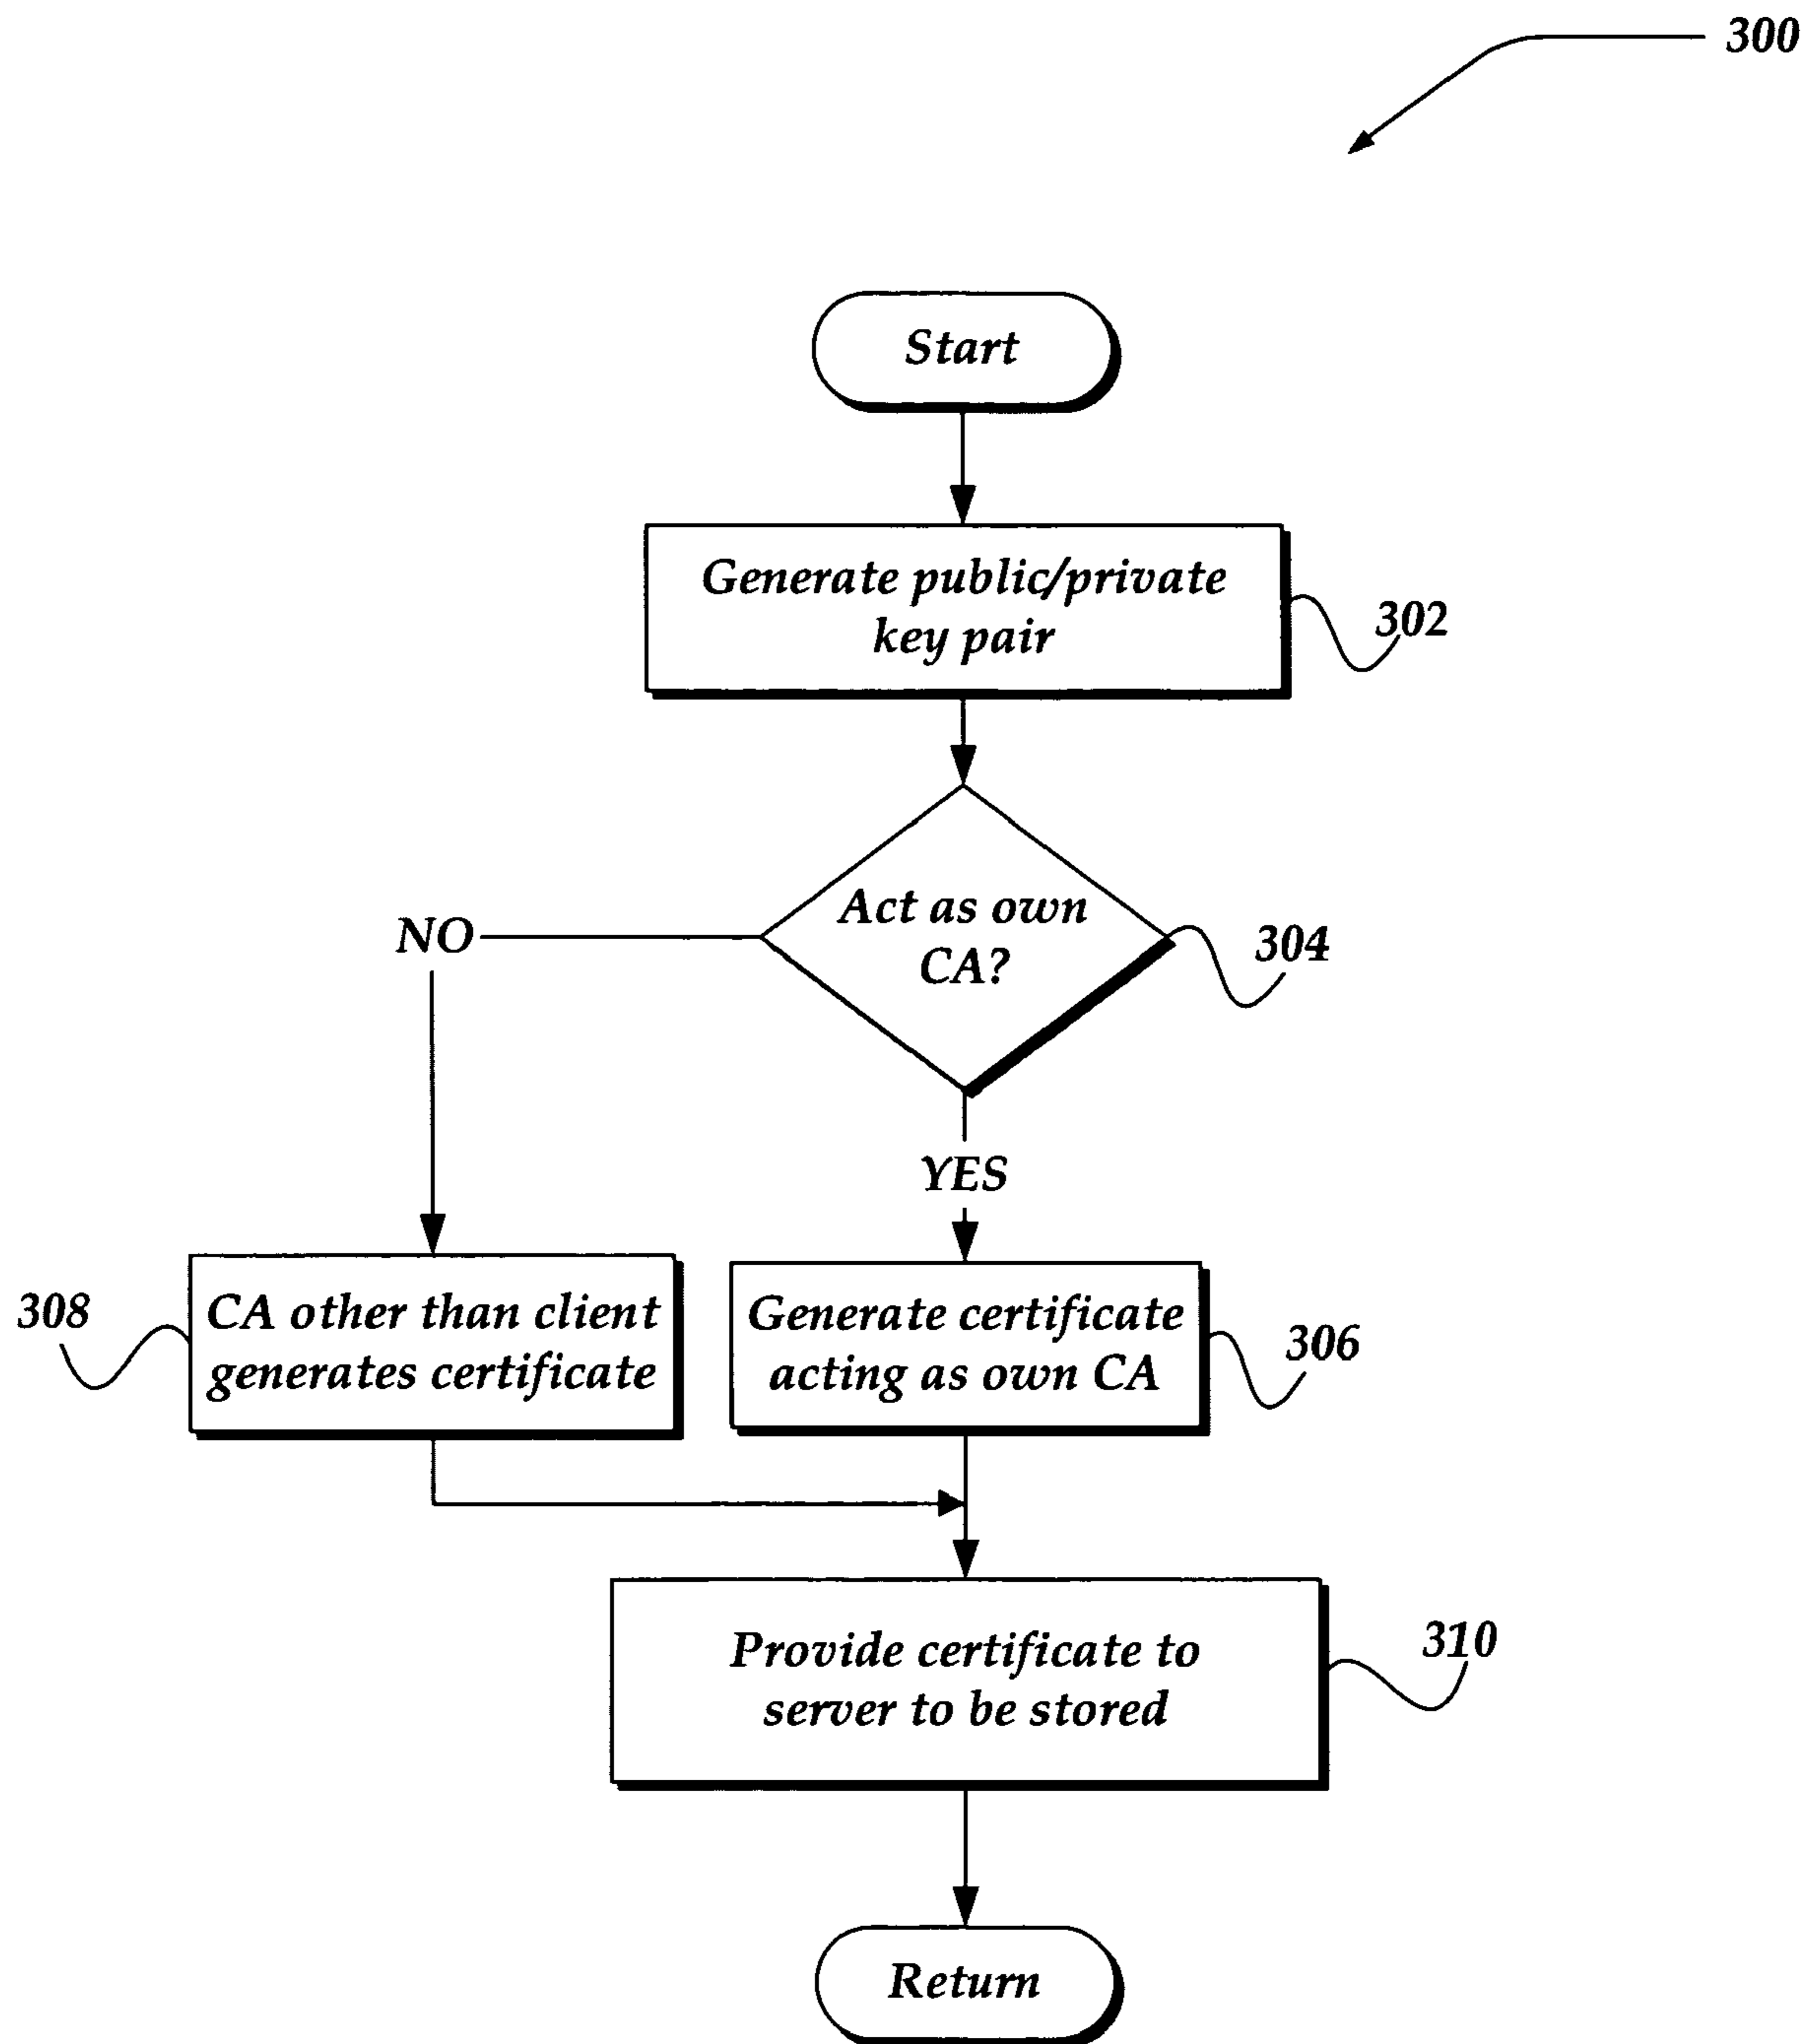 300
Start
Generate public/private
key pair
302
Act as own
CA?
304
NO
YES
308
CA other than client
generates certificate
Generate certificate
acting as own CA
306
Provide certificate to
server to be stored
310
Return